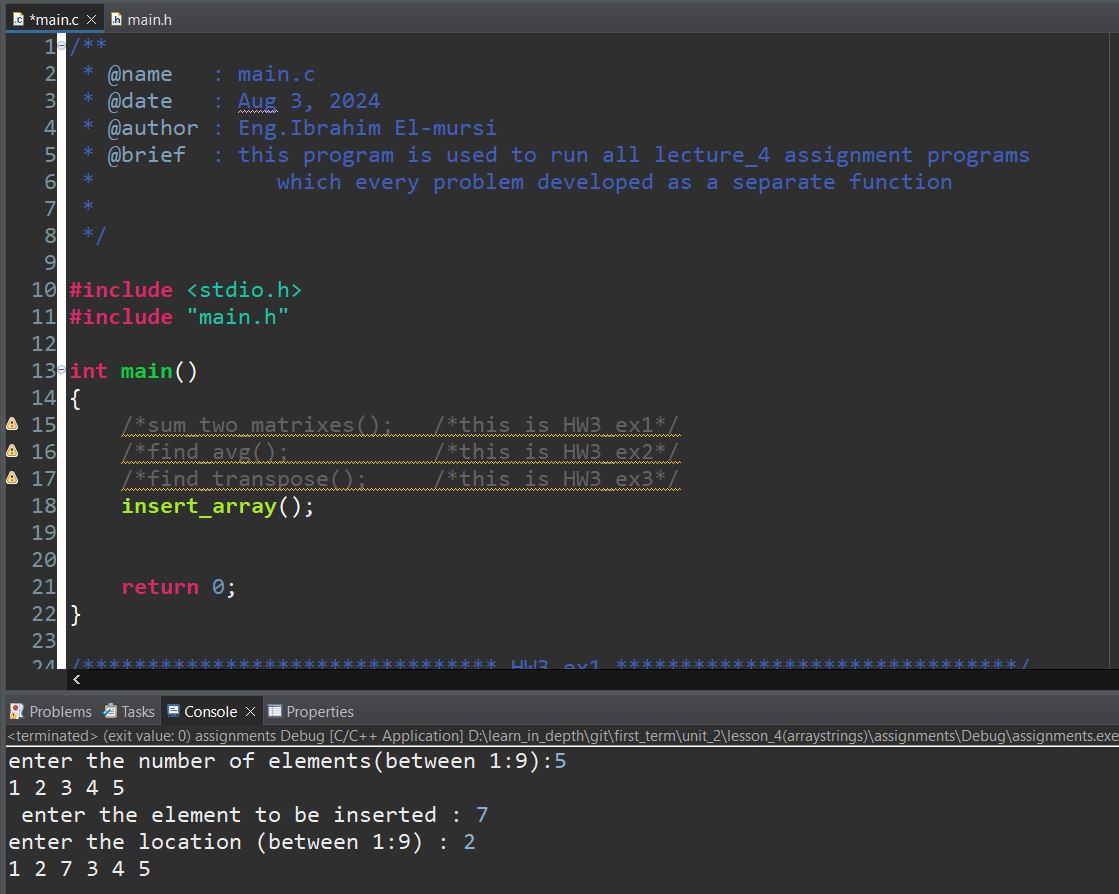 *main.c main.h
1 /**
2 * @name : main.c
3 * @date : Aug 3, 2024
4 * @author : Eng.Ibrahim El-mursi
5 * @brief : this program is used to run all lecture_4 assignment programs
6 * which every problem developed as a separate function
7 *
8 */
9
10 #include <stdio.h>
11 #include "main.h"
12
13 int main()
14 {
15 /*sum_two_matrixes(); /*this is HW3_ex1*/
16 /*find_avg(); /*this is HW3_ex2*/
17 /*find_transpose(); /*this is HW3_ex3*/
18 insert_array();
19
20
21 return 0;
22 }
23
24 /******************************** HW3_ex1 *******************************/
Problems Tasks Console Properties
<terminated> (exit value: 0) assignments Debug [C/C++ Application] D:\learn_in_depth\git\first_term\unit_2\lesson_4(arraystrings)\assignments\Debug\assignments.exe
enter the number of elements(between 1:9):5
1 2 3 4 5
enter the element to be inserted : 7
enter the location (between 1:9) : 2
1 2 7 3 4 5